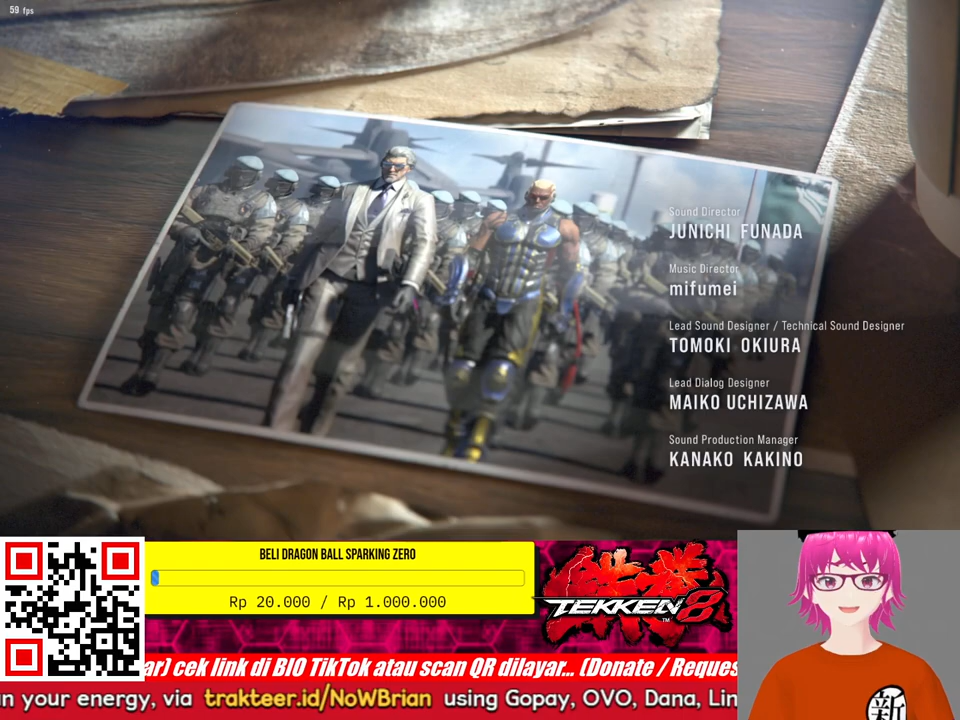 59 fps
Sound Director
JUNICHI FUNADA
Music Director
mifumei
Lead Sound Designer / Technical Sound Designer
TOMOKI OKIURA
Lead Dialog Designer
MAIKO UCHIZAWA
Sound Production Manager
KANAKO KAKINO
BELI DRAGON BALL SPARKING ZERO
Rp 20.000 / Rp 1.000.000
鉄拳
TEKKEN 8
TM
ar) cek link di BIO TikTok atau scan QR dilayar... (Donate / Reques
n your energy, via trakteer.id/NoWBrian using Gopay, OVO, Dana, Lin
新